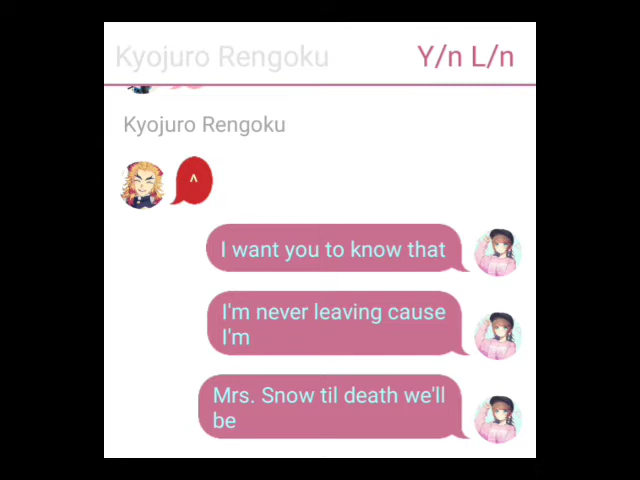 Kyojuro Rengoku Y/n L/n
Kyojuro Rengoku
^
I want you to know that
I'm never leaving cause
I'm
Mrs. Snow til death we'll
be